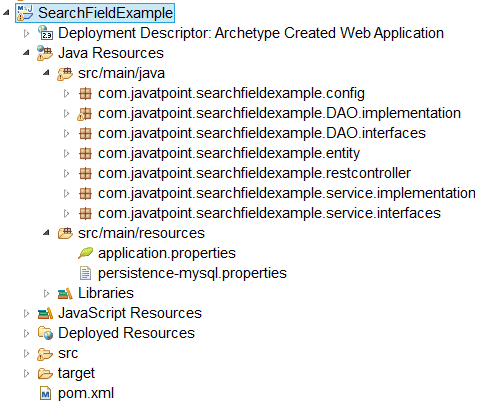 SearchFieldExample
Deployment Descriptor: Archetype Created Web Application
Java Resources
src/main/java
com.javatpoint.searchfieldexample.config
com.javatpoint.searchfieldexample.DAO.implementation
com.javatpoint.searchfieldexample.DAO.interfaces
com.javatpoint.searchfieldexample.entity
com.javatpoint.searchfieldexample.restcontroller
com.javatpoint.searchfieldexample.service.implementation
com.javatpoint.searchfieldexample.service.interfaces
src/main/resources
application.properties
persistence-mysql.properties
Libraries
JavaScript Resources
Deployed Resources
src
target
pom.xml